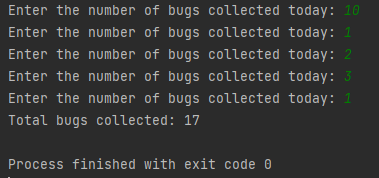 Enter the number of bugs collected today: 10
Enter the number of bugs collected today: 1
Enter the number of bugs collected today: 2
Enter the number of bugs collected today: 3
Enter the number of bugs collected today: 1
Total bugs collected: 17
Process finished with exit code 0